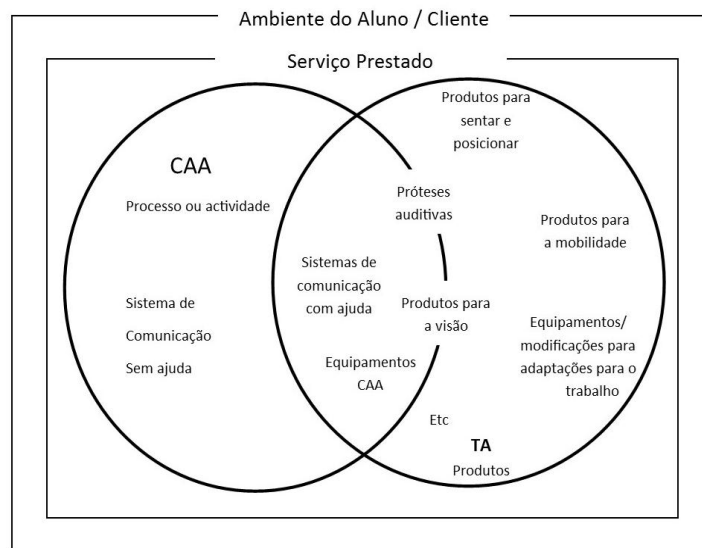 Ambiente do Aluno / Cliente
Serviço Prestado
CAA
Processo ou actividade
Sistema de
Comunicação
Sem ajuda
Próteses
auditivas
Sistemas de
comunicação
com ajuda
Produtos para
a visão
Equipamentos
CAA
Produtos para
sentar e
posicionar
Produtos para
a mobilidade
Equipamentos/
modificações para
adaptações para o
trabalho
Etc
TA
Produtos